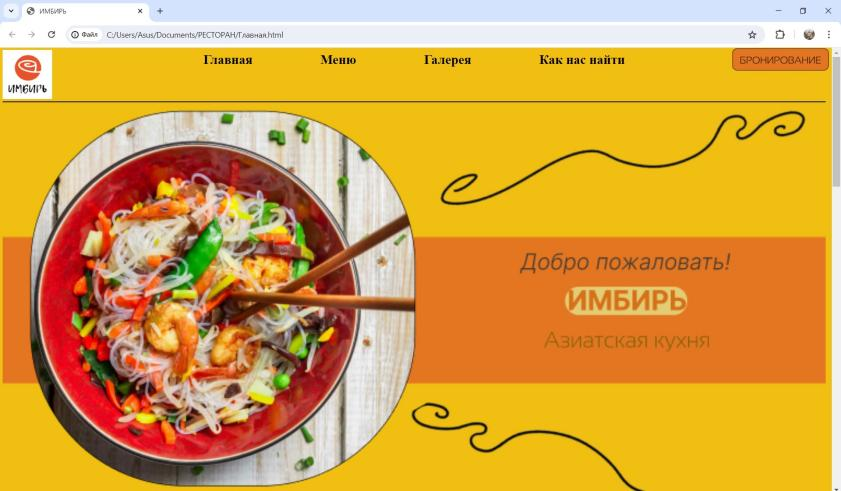 ИМБИРЬ
Файл C:/Users/Asus/Documents/РЕСТОРАН/Главная.html
ИМБИРЬ
Главная Меню Галерея Как нас найти БРОНИРОВАНИЕ
Добро пожаловать!
ИМБИРЬ
Азиатская кухня